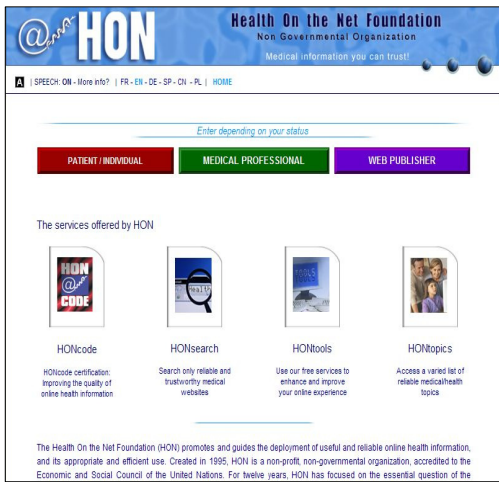 @ HON
Health On the Net Foundation
Non Governmental Organization
Medical information you can trust!
A | SPEECH: ON - More info? | FR - EN - DE - SP - CN - PL | HOME
Enter depending on your status
PATIENT / INDIVIDUAL MEDICAL PROFESSIONAL WEB PUBLISHER
The services offered by HON
HON
@
CODE
Health
TOOLS
HONcode HONsearch HONtools HONtopics
HONcode certification: Search only reliable and Use our free services to Access a varied list of
Improving the quality of trustworthy medical enhance and improve reliable medical/health
online health information websites your online experience topics
The Health On the Net Foundation (HON) promotes and guides the deployment of useful and reliable online health information,
and its appropriate and efficient use. Created in 1995, HON is a non-profit, non-governmental organization, accredited to the
Economic and Social Council of the United Nations. For twelve years, HON has focused on the essential question of the